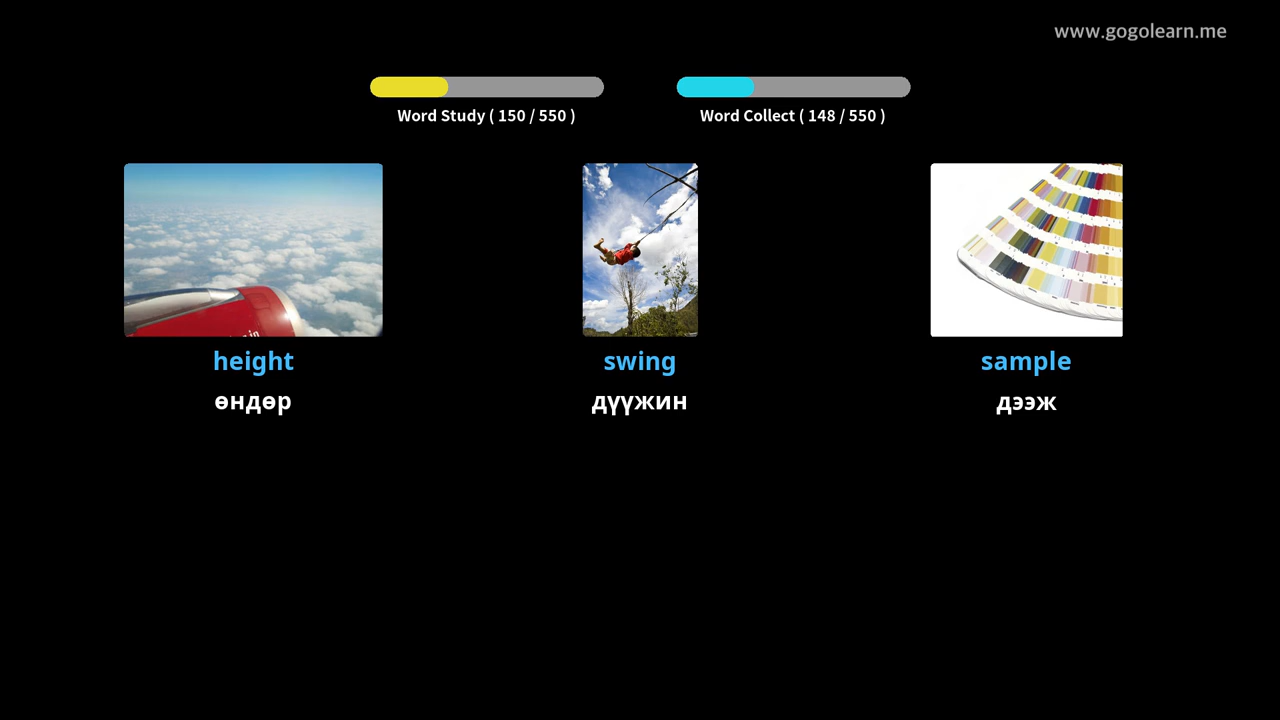 www.gogolearn.me
Word Study ( 150 / 550 )
Word Collect ( 148 / 550 )
height
swing
sample
өндөр
дүүжин
дээж